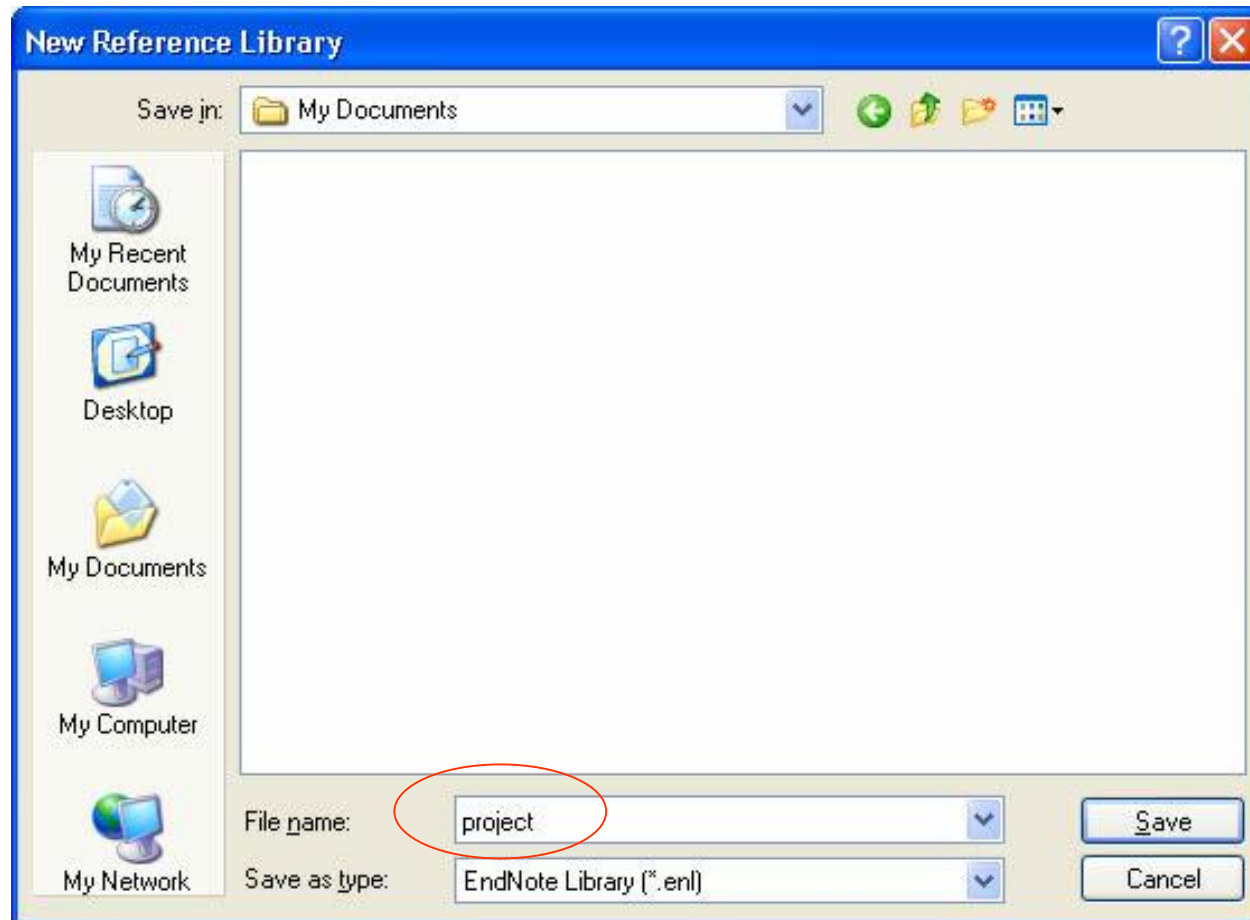 New Reference Library
Save in: My Documents
My Recent
Documents
Desktop
My Documents
My Computer
My Network
File name: project Save
Save as type: EndNote Library (*.enl) Cancel